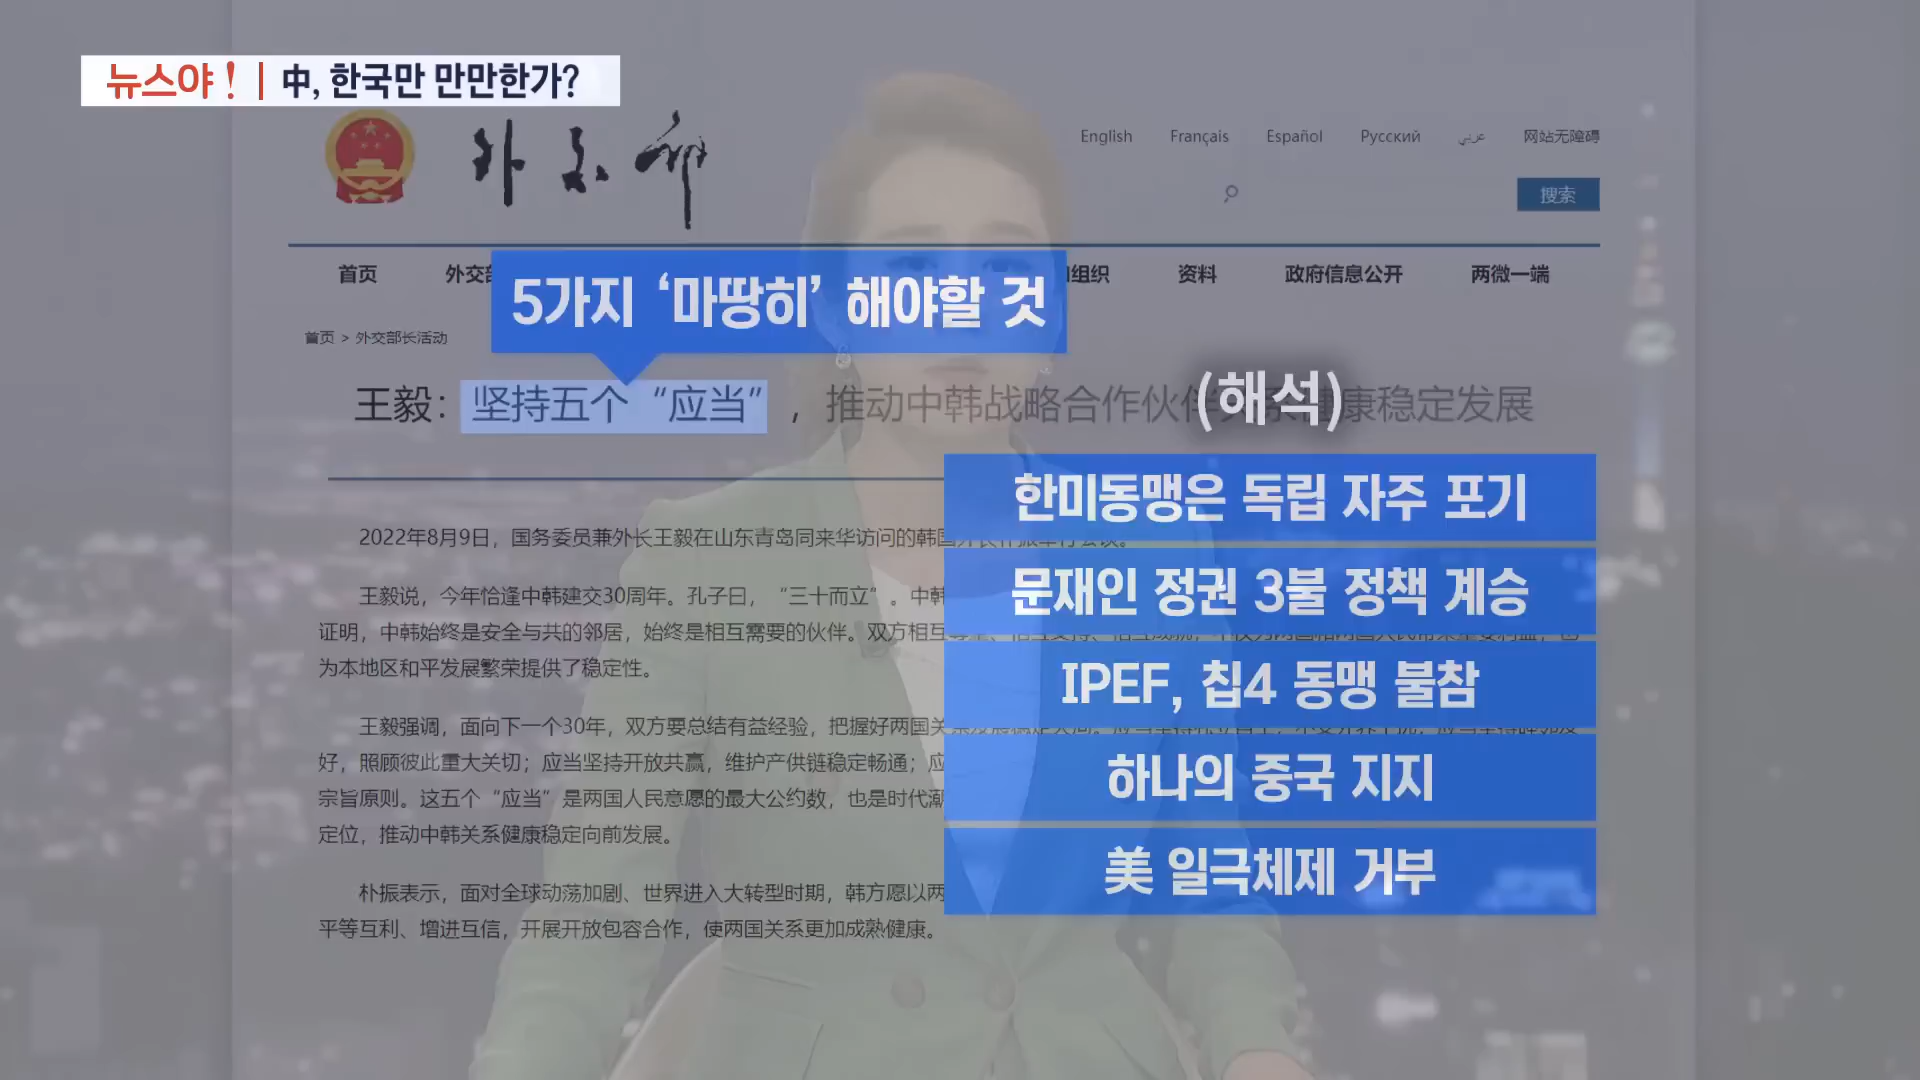 뉴스야! | 中, 한국만 만만한가?
外交部
English Français Español Русский عربي 网站无障碍
搜索
首页 外交部 组织 资料 政府信息公开 两微一端
5가지 ‘마땅히’ 해야할 것
首页 > 外交部长活动
王毅：坚持五个“应当”，推动中韩战略合作伙伴关系健康稳定发展
(해석)
한미동맹은 독립 자주 포기
문재인 정권 3불 정책 계승
IPEF, 칩4 동맹 불참
하나의 중국 지지
美 일극체제 거부
2022年8月9日，国务委员兼外长王毅在山东青岛同来华访问的韩国
王毅说，今年恰逢中韩建交30周年。孔子曰，“三十而立”。中韩
证明，中韩始终是安全与共的邻居，始终是相互需要的伙伴。双方相互
为本地区和平发展繁荣提供了稳定性。
王毅强调，面向下一个30年，双方要总结有益经验，把握好两国关
好，照顾彼此重大关切；应当坚持开放共赢，维护产供链稳定畅通；应
宗旨原则。这五个“应当”是两国人民意愿的最大公约数，也是时代潮
定位，推动中韩关系健康稳定向前发展。
朴振表示，面对全球动荡加剧、世界进入大转型时期，韩方愿以两
平等互利、增进互信，开展开放包容合作，使两国关系更加成熟健康。